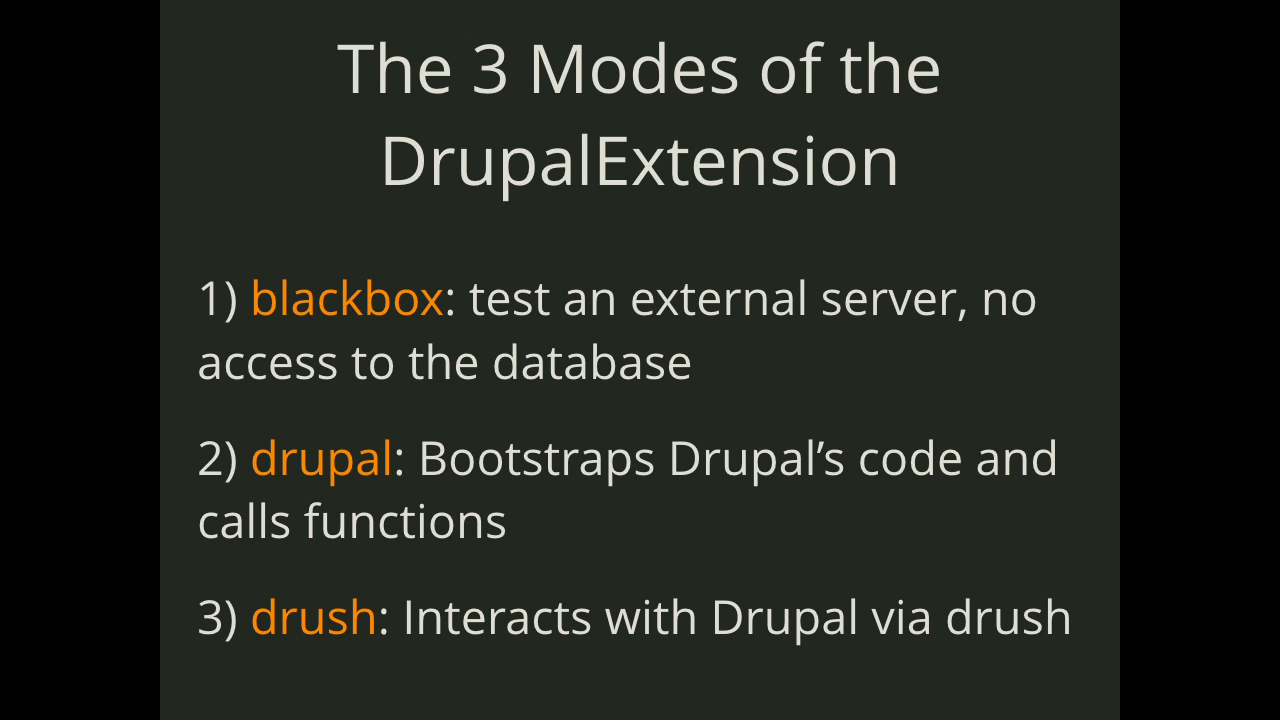 The 3 Modes of the
DrupalExtension
1) blackbox: test an external server, no
access to the database
2) drupal: Bootstraps Drupal’s code and
calls functions
3) drush: Interacts with Drupal via drush